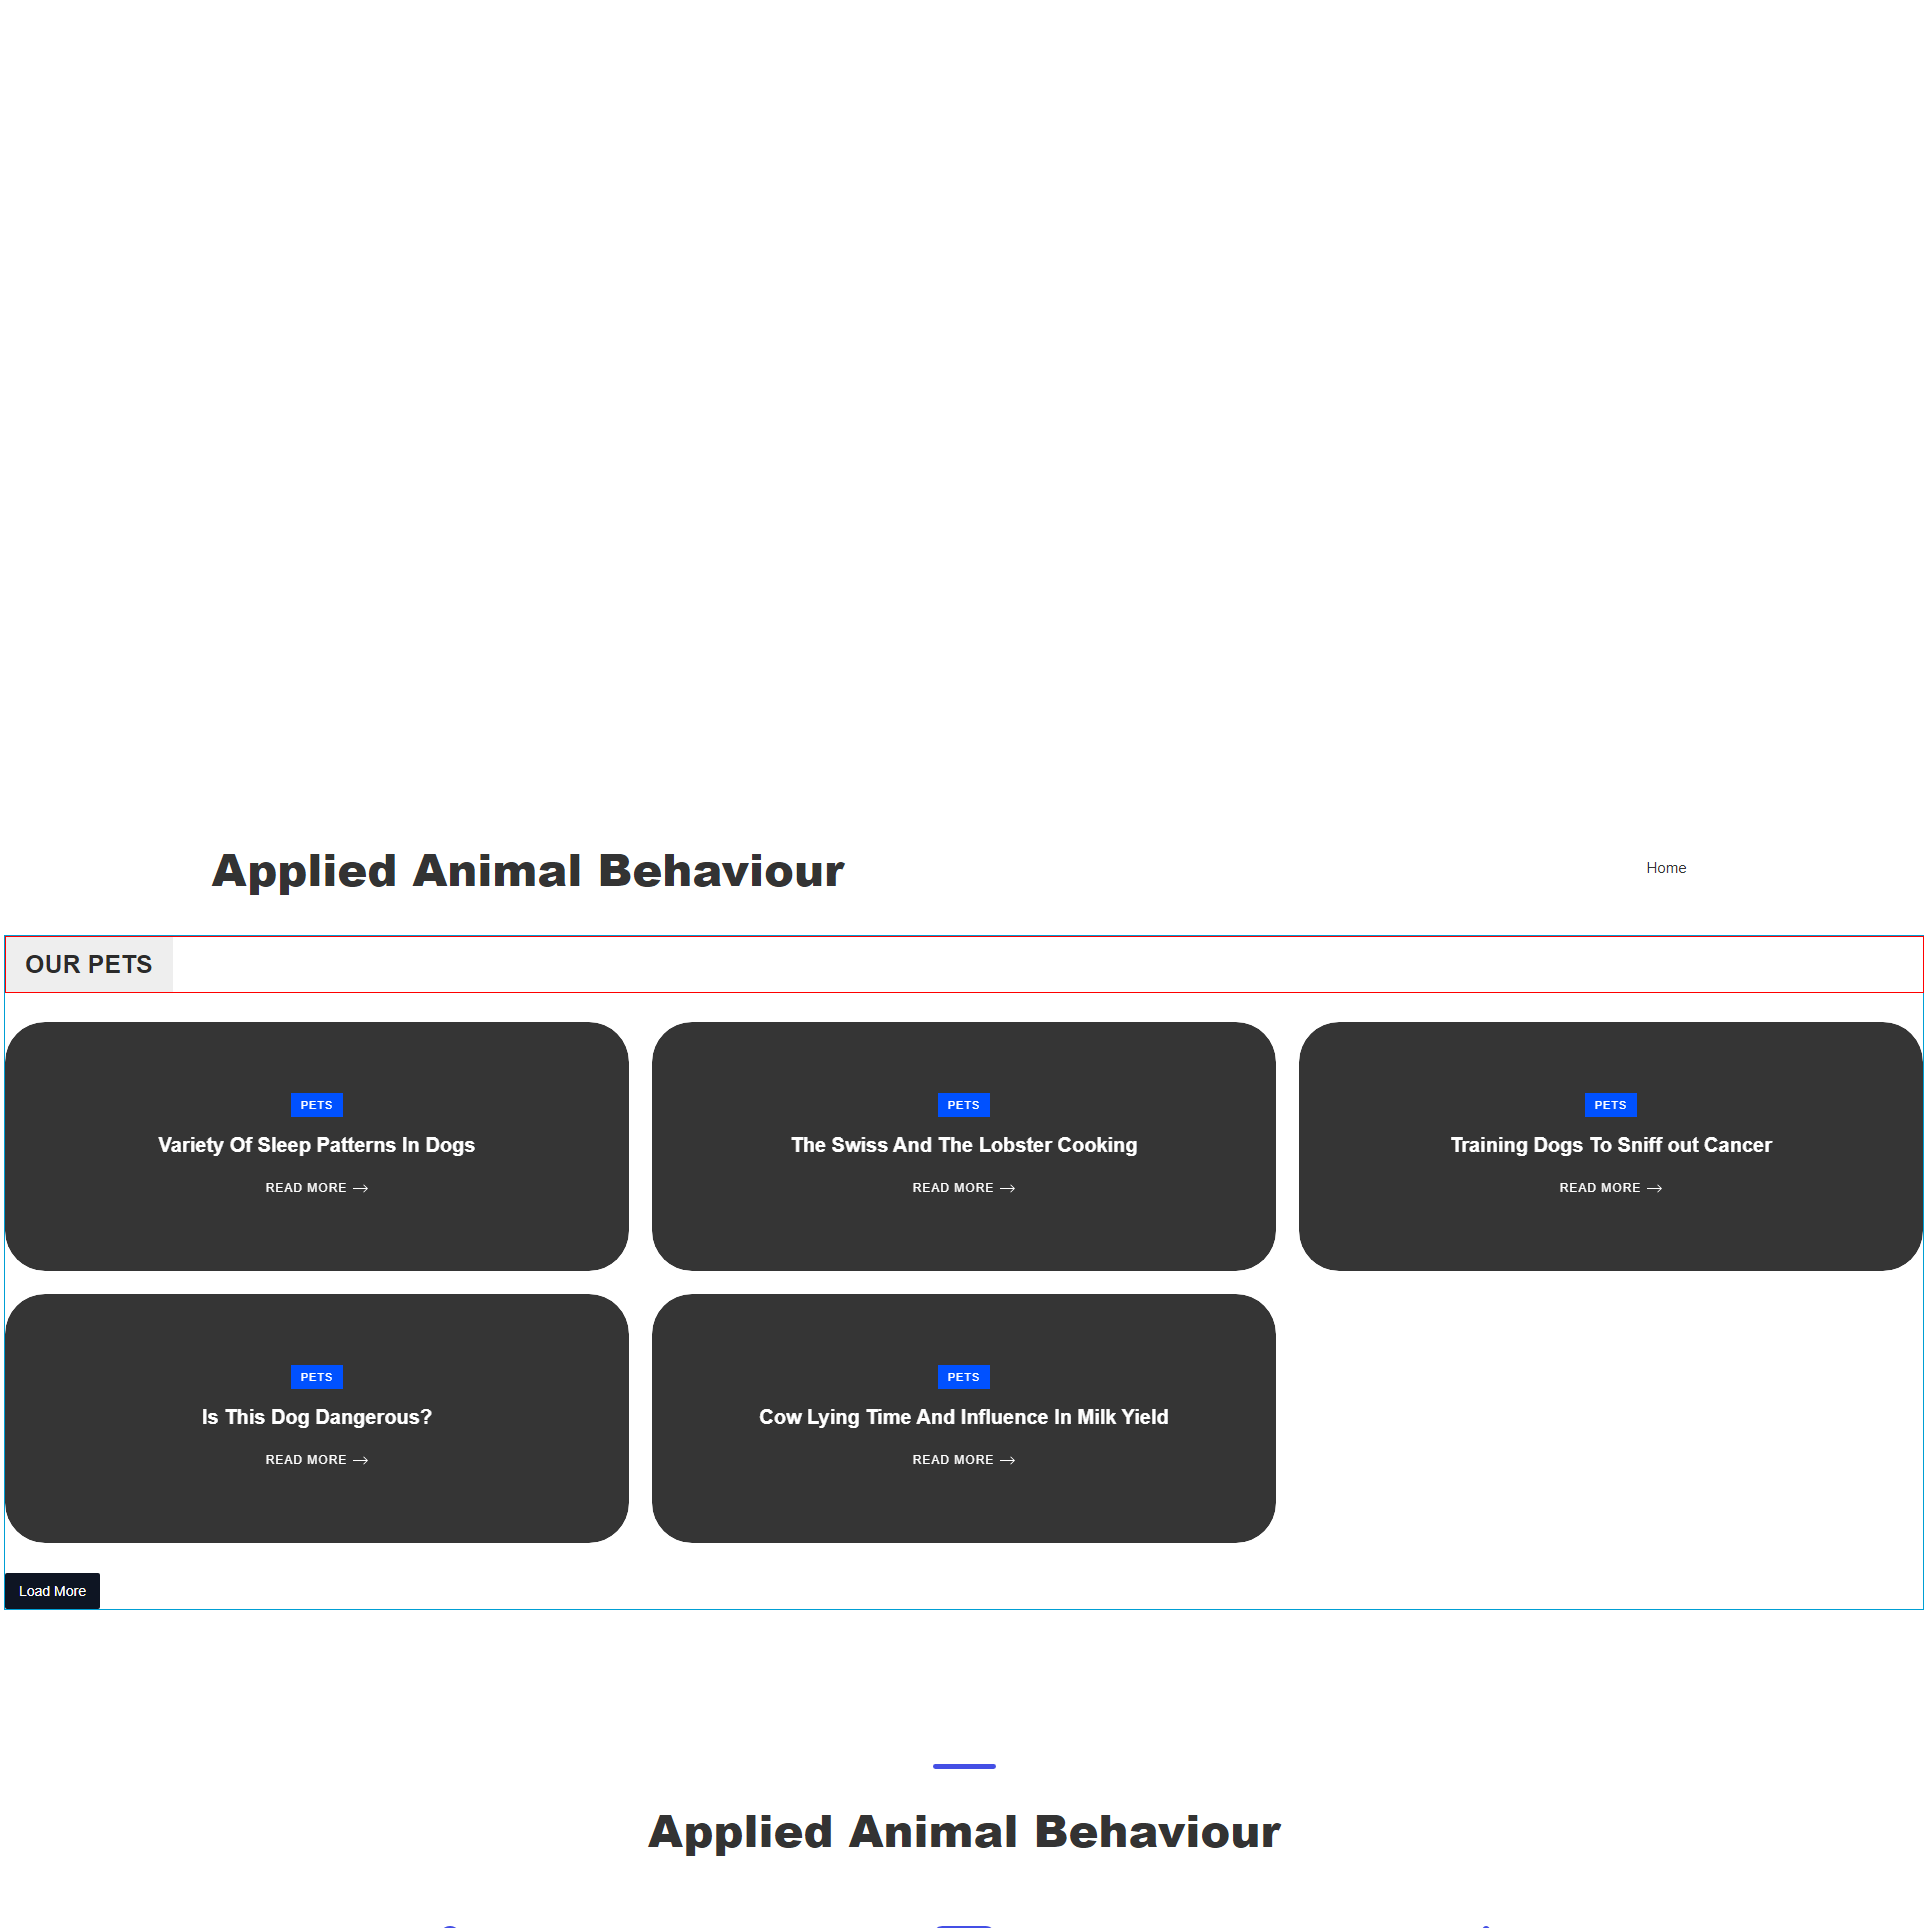 Applied Animal Behaviour
Home
OUR PETS
PETS
Variety Of Sleep Patterns In Dogs
READ MORE
PETS
The Swiss And The Lobster Cooking
READ MORE
PETS
Training Dogs To Sniff out Cancer
READ MORE
PETS
Is This Dog Dangerous?
READ MORE
PETS
Cow Lying Time And Influence In Milk Yield
READ MORE
Load More
Applied Animal Behaviour